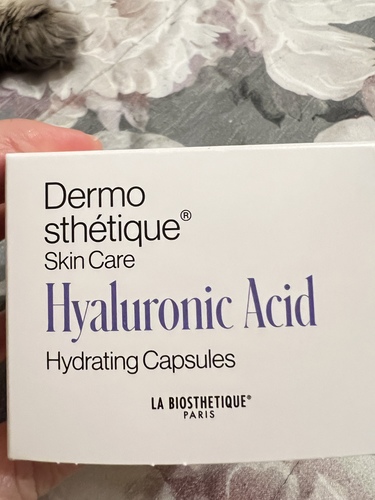 Dermo
sthétique®
Skin Care
Hyaluronic Acid
Hydrating Capsules
LA BIOSTHETIQUE®
PARIS